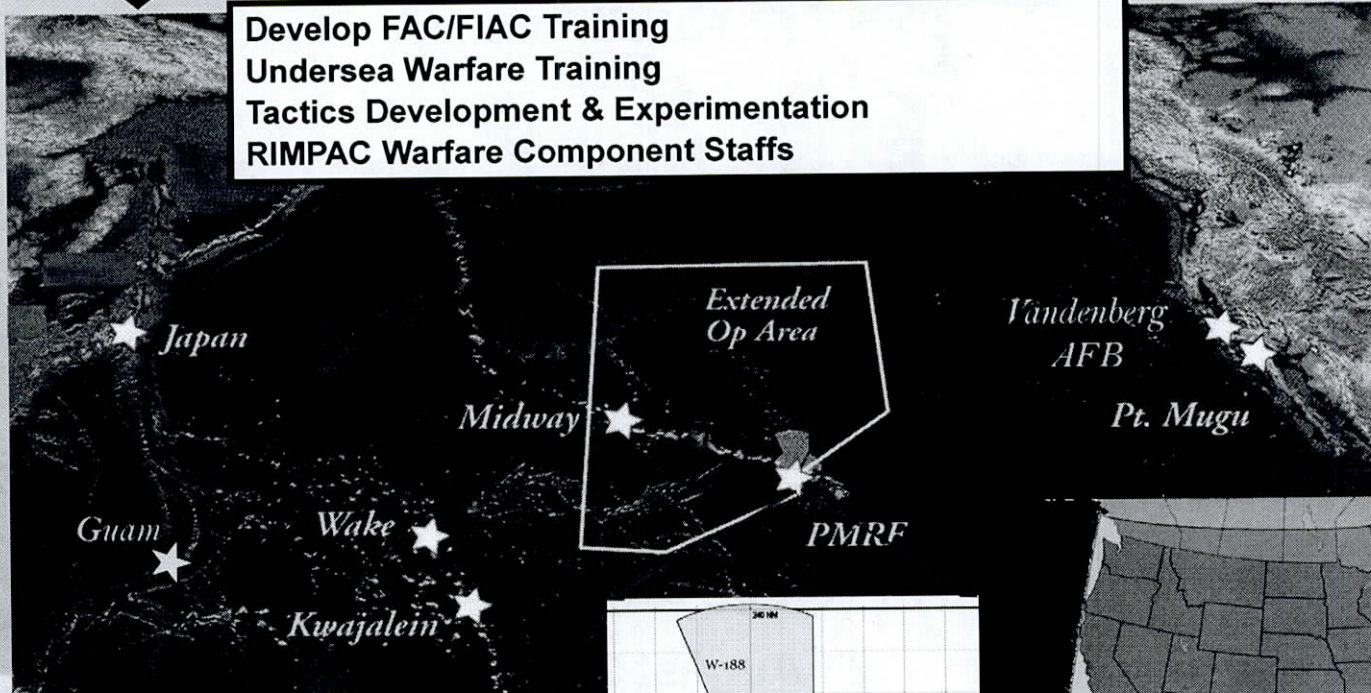 Develop FAC/FIAC Training
Undersea Warfare Training
Tactics Development & Experimentation
RIMPAC Warfare Component Staffs
Extended
Op Area
Vandenberg
AFB
Japan
Midway
Pt. Mugu
Guam
Wake
PMRF
Kwajalein
240 NM
W-188